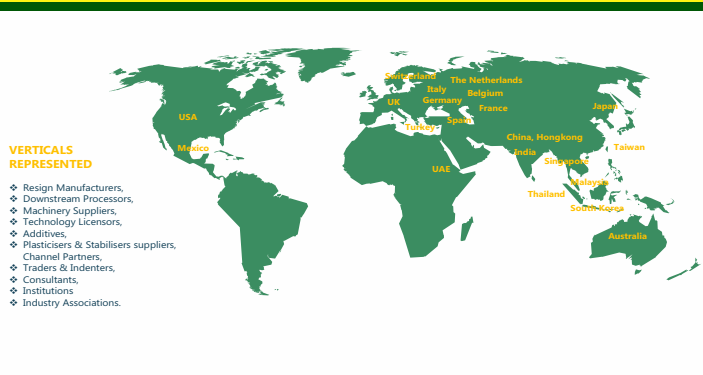 Switzerland
The Netherlands
Italy
Belgium
UK
Germany
France
Japan
USA
Spain
Turkey
China, Hongkong
Mexico
Taiwan
India
Singapore
UAE
Malaysia
Thailand
South Korea
Australia
VERTICALS
REPRESENTED
❖ Resign Manufacturers,
❖ Downstream Processors,
❖ Machinery Suppliers,
❖ Technology Licensors,
❖ Additives,
❖ Plasticisers & Stabilisers suppliers,
Channel Partners,
❖ Traders & Indenters,
❖ Consultants,
❖ Institutions
❖ Industry Associations.